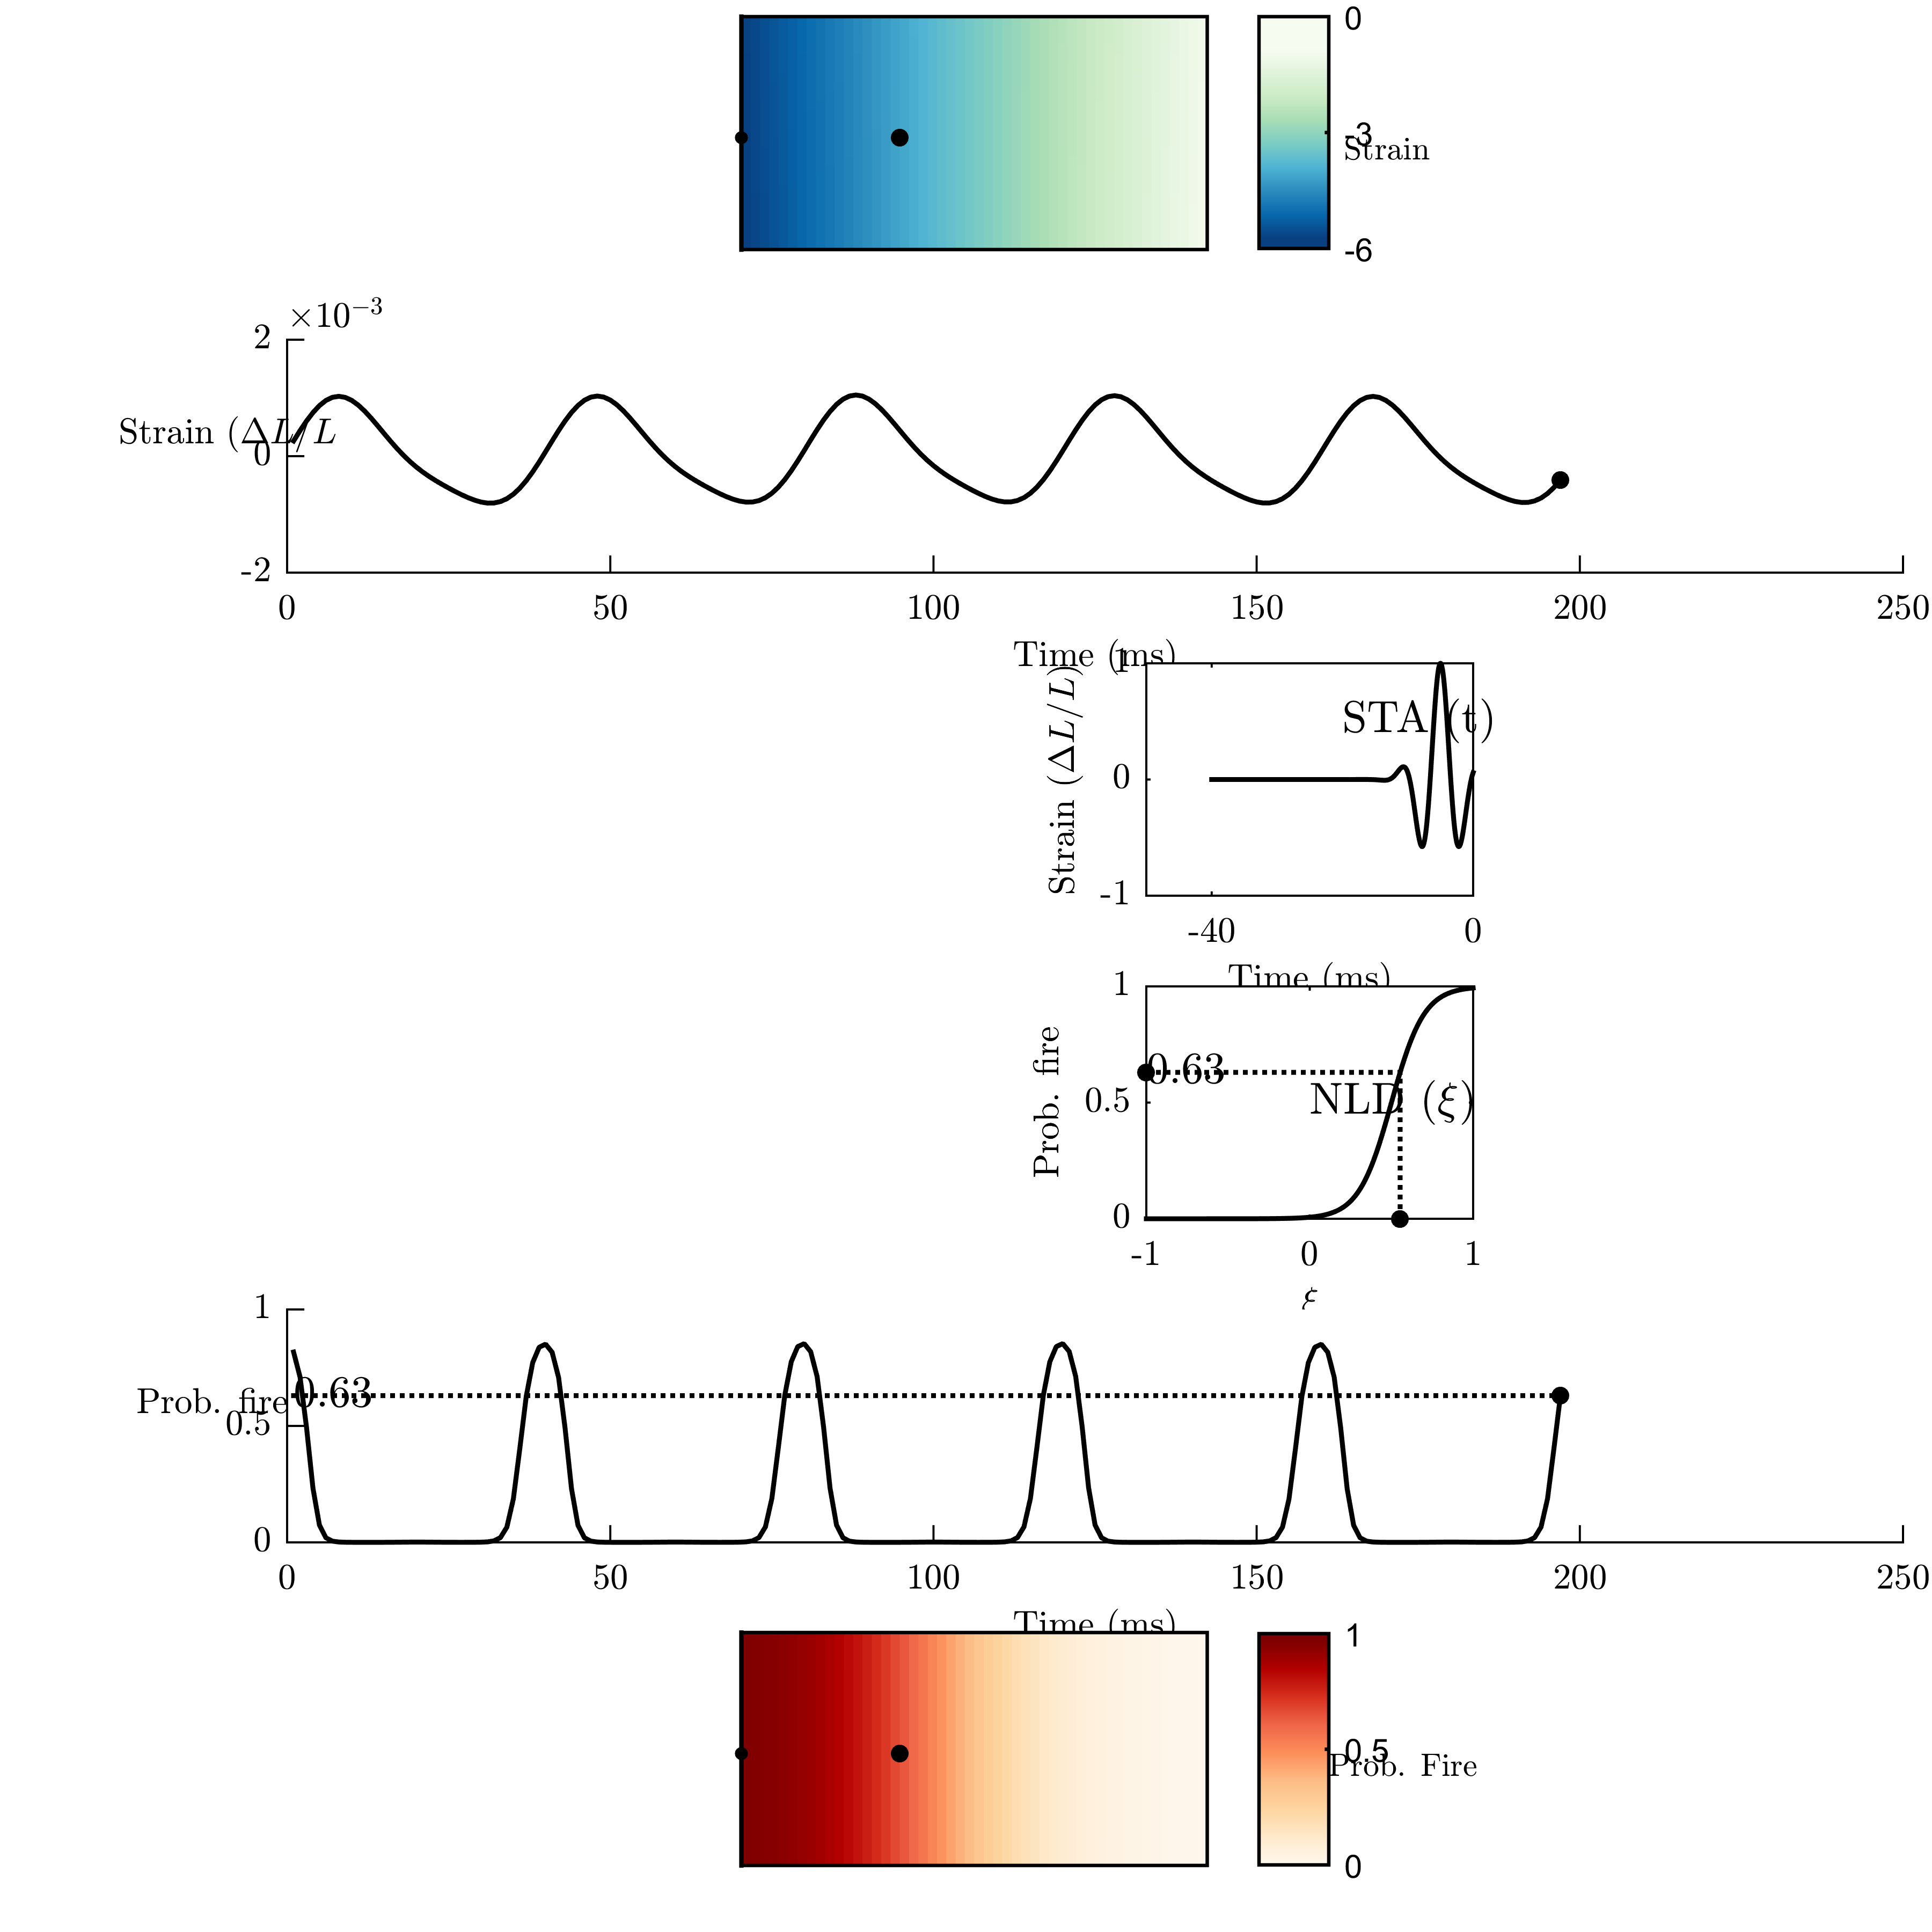 0
-3
Strain
-6
×10⁻³
2
Strain (ΔL/L
0
-2
0 50 100 150 200 250
Time (ms)
1
STA (t)
Strain (ΔL/L)
0
-1
-40 0
Time (ms)
1
0.63
Prob. fire
0.5
NLD (ξ)
0
-1 0 1
ξ
1
0.63
Prob. fire
0.5
0
0 50 100 150 200 250
Time (ms)
1
0.5
Prob. Fire
0